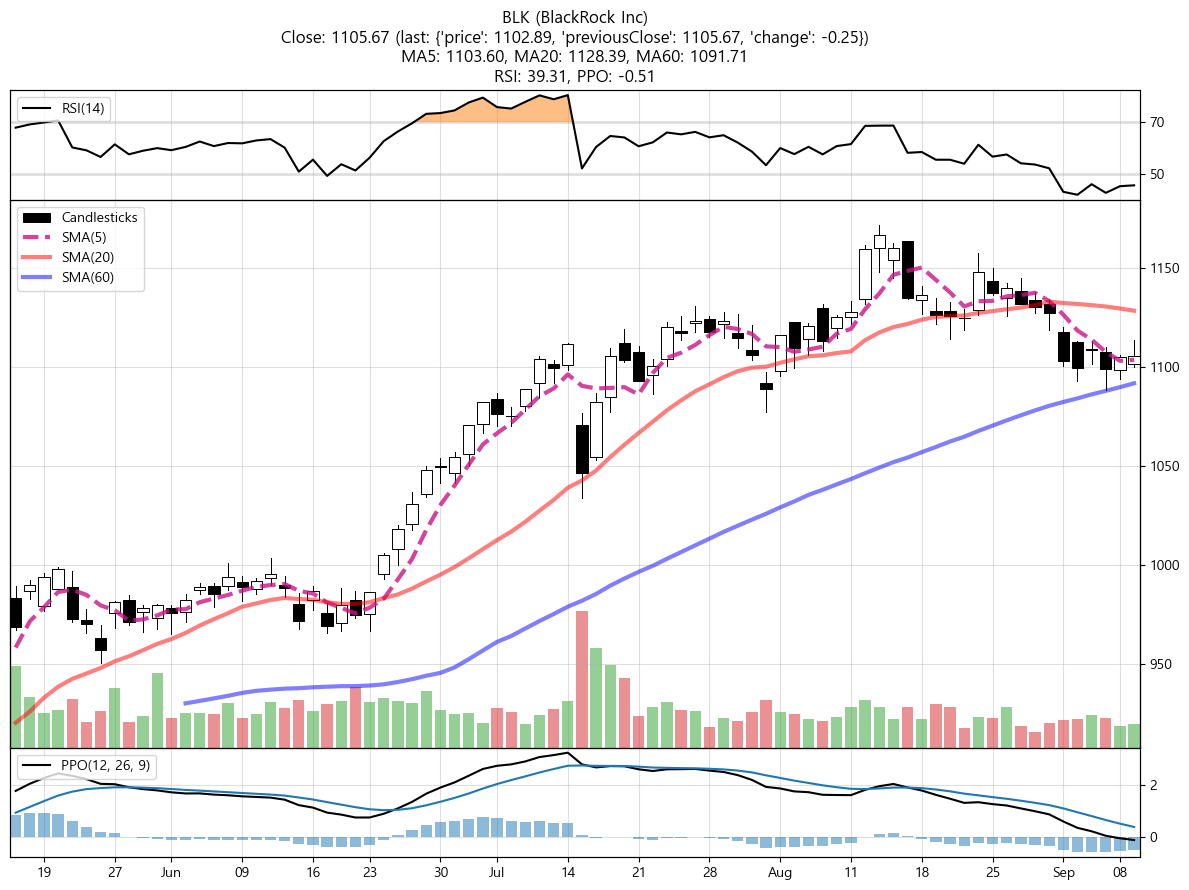 BLK (BlackRock Inc)
Close: 1105.67 (last: {'price': 1102.89, 'previousClose': 1105.67, 'change': -0.25})
MA5: 1103.60, MA20: 1128.39, MA60: 1091.71
RSI: 39.31, PPO: -0.51
RSI(14)
70
50
Candlesticks
SMA(5)
SMA(20)
SMA(60)
1150
1100
1050
1000
950
PPO(12, 26, 9)
2
0
19 27 Jun 09 16 23 30 Jul 14 21 28 Aug 11 18 25 Sep 08